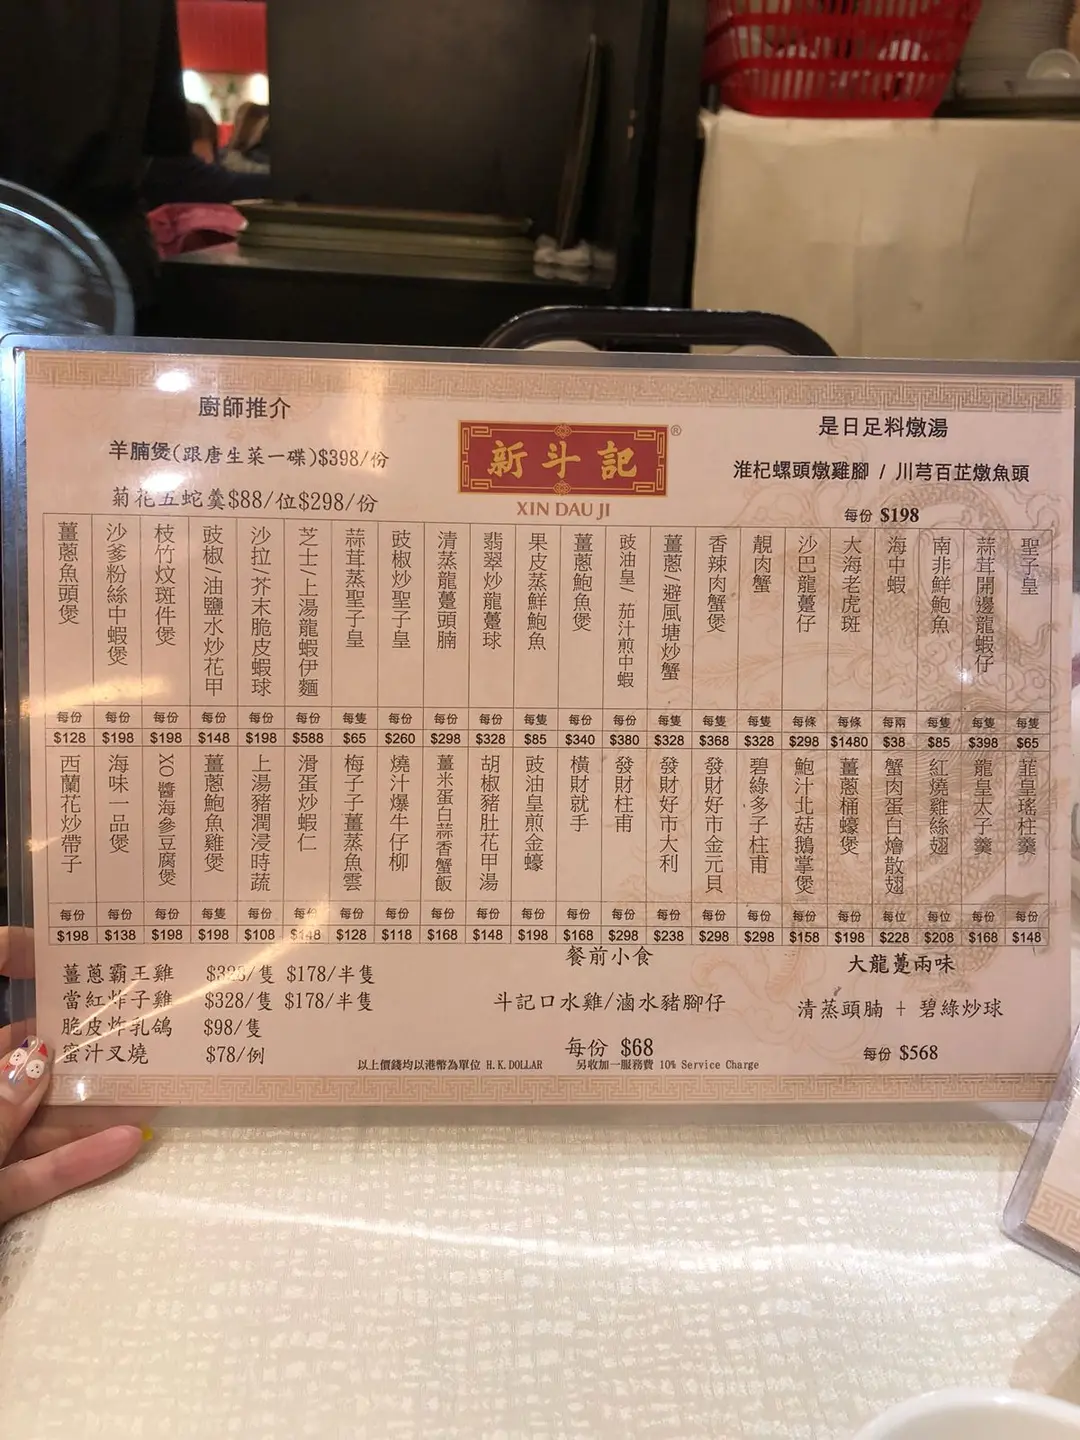 廚師推介
羊腩煲(跟唐生菜一碟)$398/份
菊花五蛇羹$88/位$298/份
新斗記
®
XIN DAU JI
是日足料燉湯
淮杞螺頭燉雞腳 / 川芎百芷燉魚頭
每份 $198
聖子皇 每隻 $65
蒜茸開邊龍蝦仔 每隻 $398
南非鮮鮑魚 每隻 $85
海中蝦 每兩 $38
大海老虎斑 每條 $1480
沙巴龍躉仔 每條 $298
靚肉蟹 每隻 $328
香辣肉蟹煲 每隻 $368
薑蔥/避風塘炒蟹 每隻 $328
豉油皇/茄汁煎中蝦 每份 $380
薑蔥鮑魚煲 每份 $340
果皮蒸鮮鮑魚 每隻 $85
翡翠炒龍躉球 每份 $328
清蒸龍躉頭腩 每份 $298
豉椒炒聖子皇 每份 $260
蒜茸蒸聖子皇 每隻 $65
芝士/上湯龍蝦伊麵 每份 $588
沙拉/芥末脆皮蝦球 每份 $198
豉椒/油鹽水炒花甲 每份 $148
枝竹炆斑件煲 每份 $198
沙爹粉絲中蝦煲 每份 $198
薑蔥魚頭煲 每份 $128
韮皇瑤柱羹 每份 $148
龍皇太子羹 每份 $168
紅燒雞絲翅 每位 $208
蟹肉蛋白燴散翅 每位 $228
薑蔥桶蠔煲 每份 $198
鮑汁北菇鵝掌煲 每份 $158
碧綠多子柱甫 每份 $298
發財好市金元貝 每份 $298
發財好市大利 每份 $238
發財柱甫 每份 $298
橫財就手 每份 $168
豉油皇煎金蠔 每份 $198
胡椒豬肚花甲湯 每份 $148
薑米蛋白蒜香蟹飯 每份 $168
燒汁爆牛仔柳 每份 $118
梅子子薑蒸魚雲 每份 $128
滑蛋炒蝦仁 每份 $148
上湯豬潤浸時蔬 每份 $108
薑蔥鮑魚雞煲 每隻 $198
XO醬海參豆腐煲 每份 $198
海味一品煲 每份 $138
西蘭花炒帶子 每份 $198
薑蔥霸王雞 $325/隻 $178/半隻
當紅炸子雞 $328/隻 $178/半隻
脆皮炸乳鴿 $98/隻
蜜汁叉燒 $78/例
餐前小食
斗記口水雞/滷水豬腳仔
每份 $68
大龍躉兩味
清蒸頭腩 + 碧綠炒球
每份 $568
以上價錢均以港幣為單位 H.K.DOLLAR 另收加一服務費 10% Service Charge